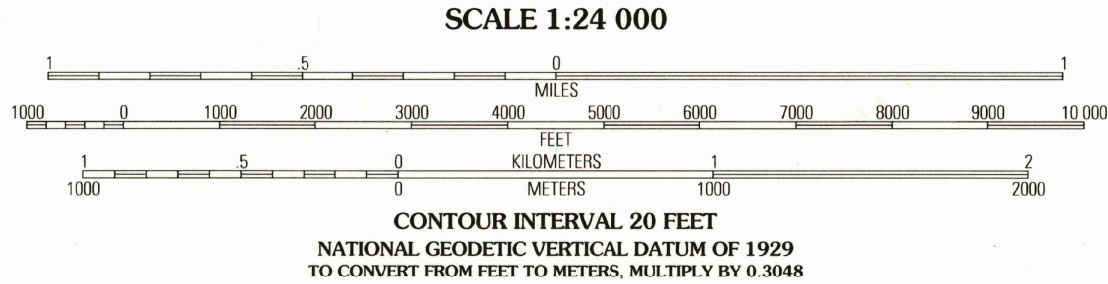 SCALE 1:24 000
1 .5 0 1
MILES
1000 0 1000 2000 3000 4000 5000 6000 7000 8000 9000 10 000
FEET
1 .5 0 KILOMETERS 1 2
1000 0 METERS 1000 2000
CONTOUR INTERVAL 20 FEET
NATIONAL GEODETIC VERTICAL DATUM OF 1929
TO CONVERT FROM FEET TO METERS, MULTIPLY BY 0.3048